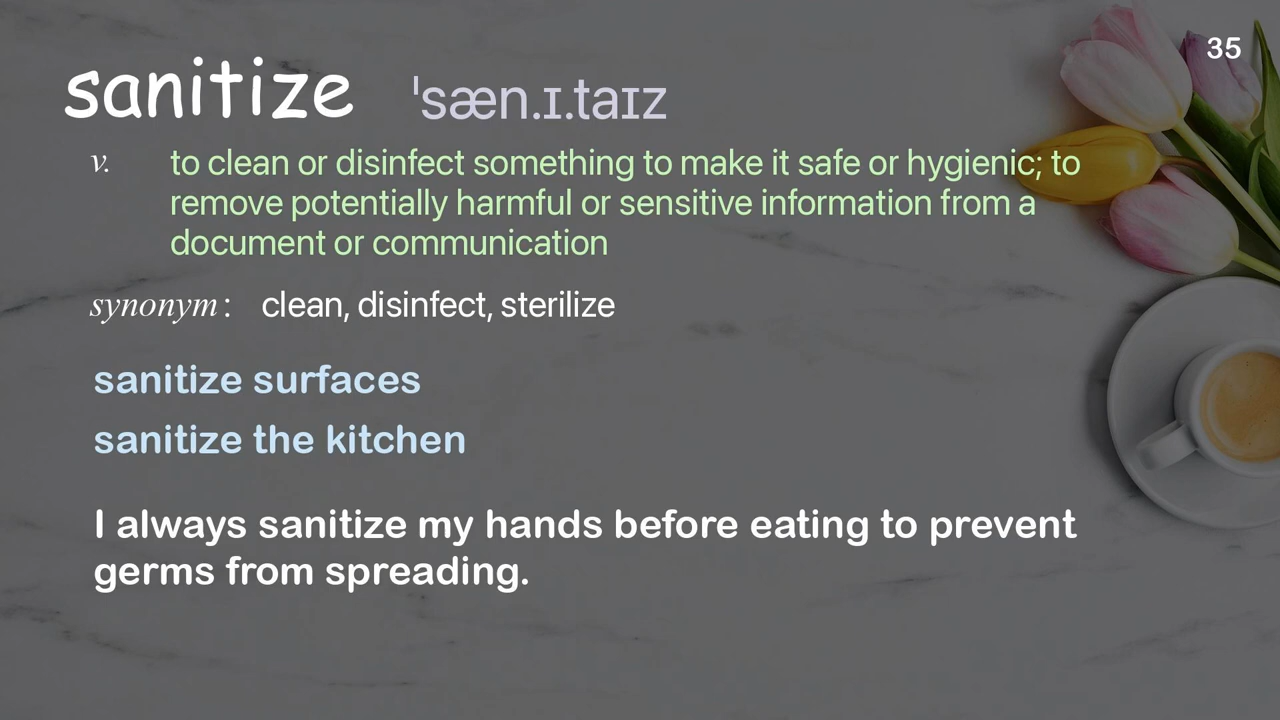 35
sanitize ˈsæn.ɪ.taɪz
v. to clean or disinfect something to make it safe or hygienic; to
remove potentially harmful or sensitive information from a
document or communication
synonym: clean, disinfect, sterilize
sanitize surfaces
sanitize the kitchen
I always sanitize my hands before eating to prevent
germs from spreading.